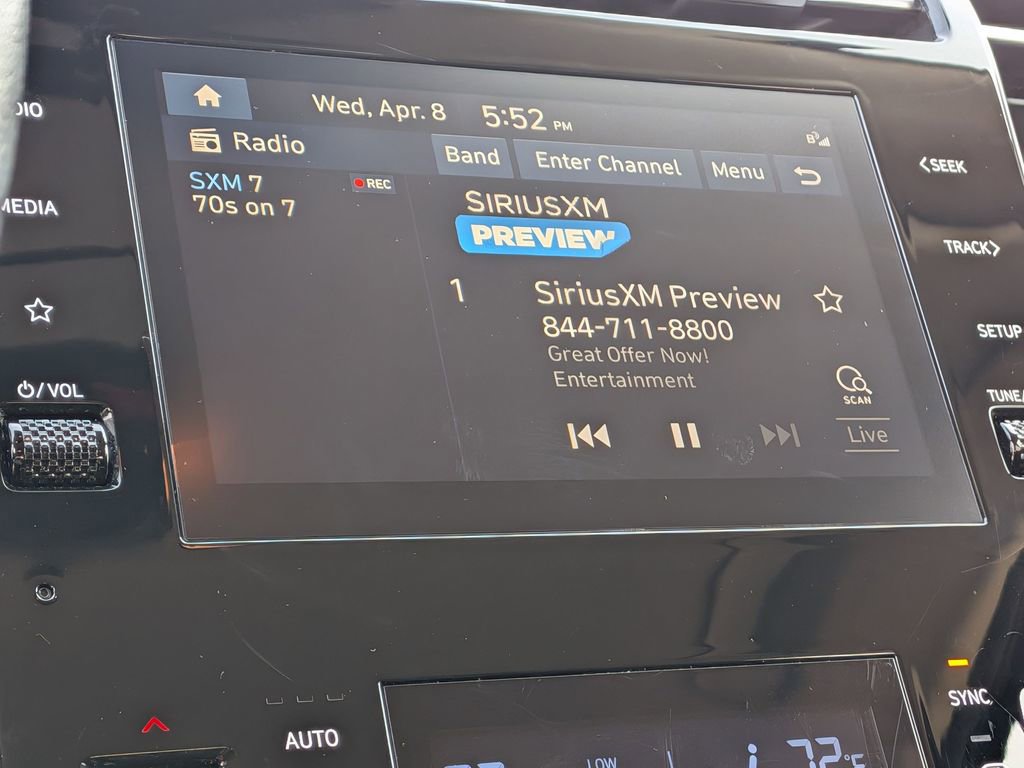 Wed, Apr. 8 5:52 PM
Radio Band Enter Channel Menu
SXM 7 REC
70s on 7
SIRIUSXM
PREVIEW
1 SiriusXM Preview
844-711-8800
Great Offer Now!
Entertainment
SCAN
Live
MEDIA
/ VOL
<SEEK
TRACK>
SETUP
TUNE/
AUTO
SYNC
LOW
72°F